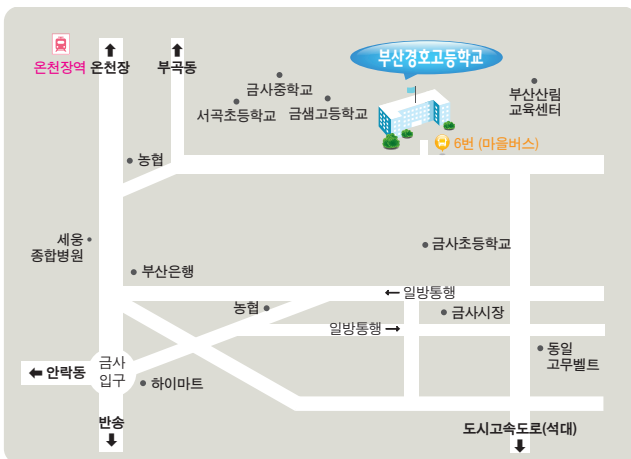 부산경호고등학교
온천장역 온천장 부곡동
금사중학교
서곡초등학교 금샘고등학교
부산산림
교육센터
6번 (마을버스)
농협
세웅
종합병원
금사초등학교
부산은행
일방통행
농협
금사시장
일방통행
동일
고무벨트
안락동
금사
입구
하이마트
반송
도시고속도로(석대)